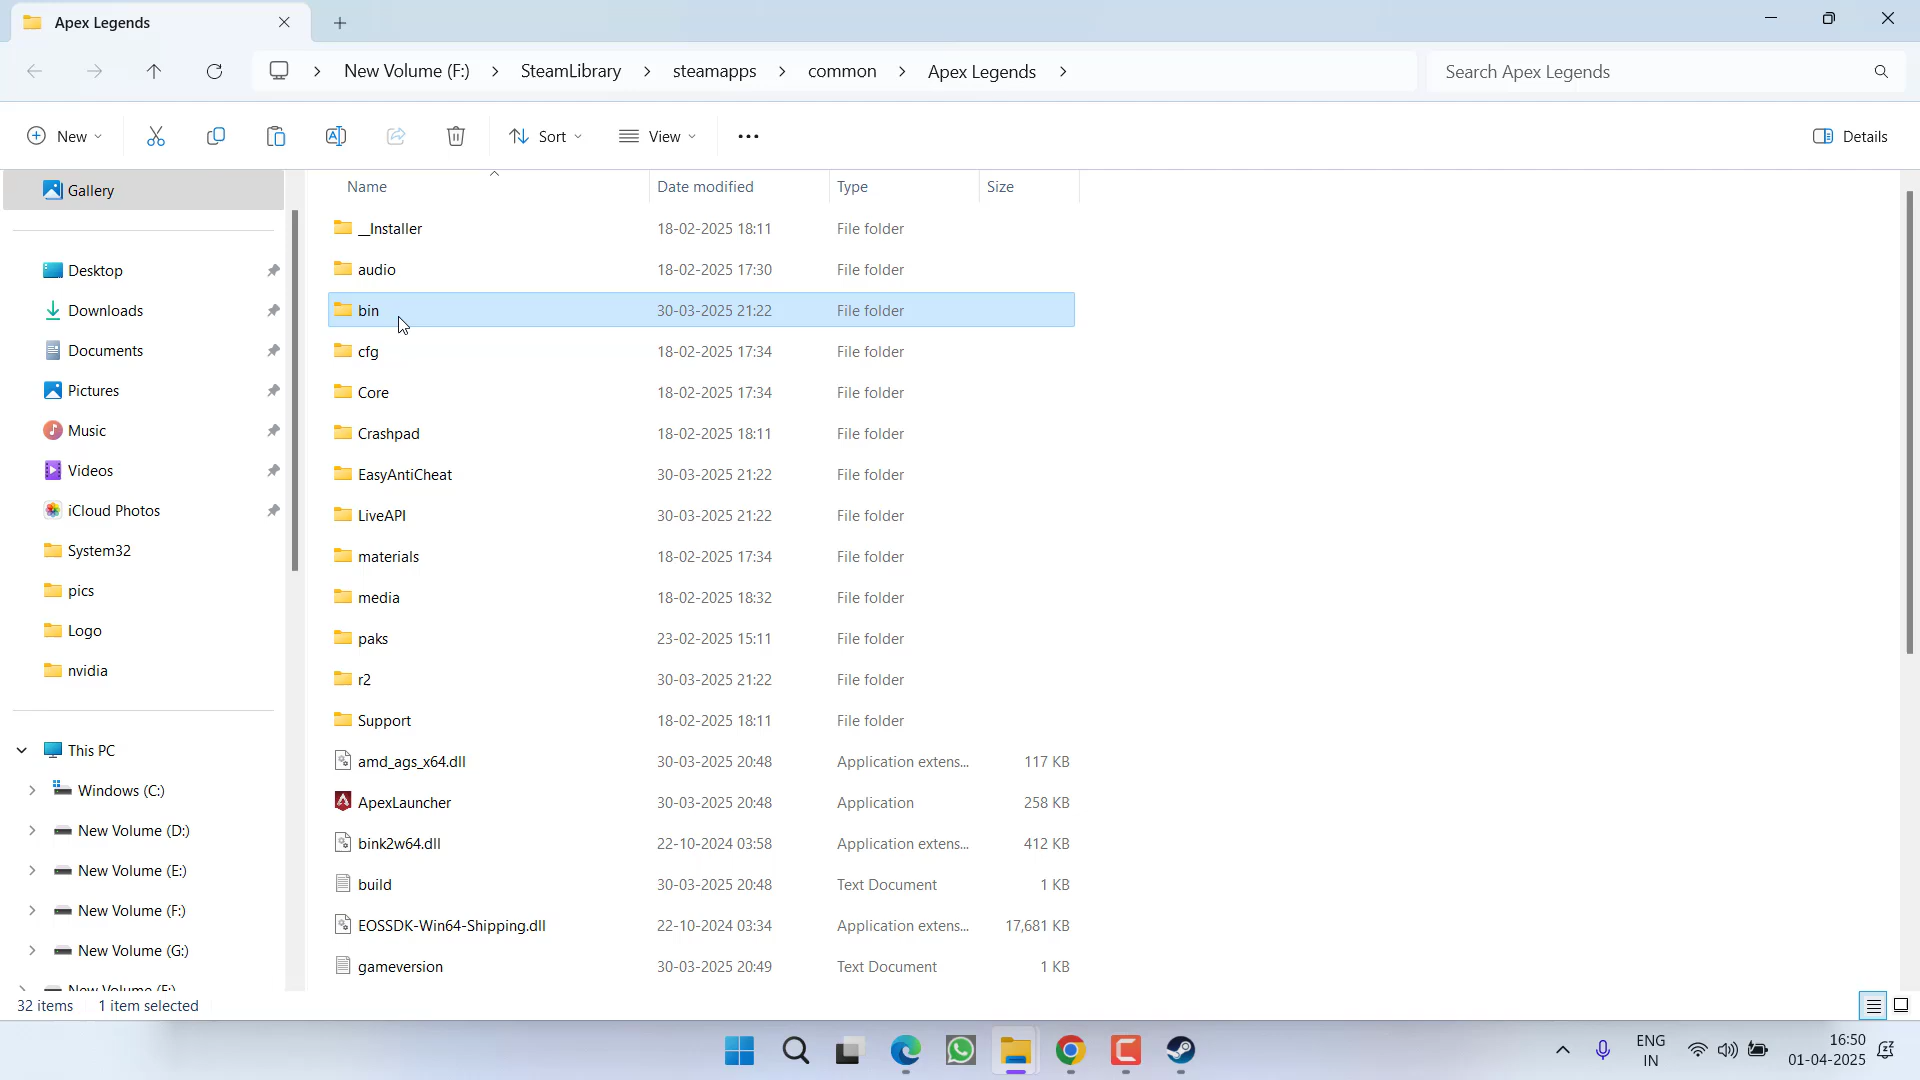 Apex Legends
New Volume (F:) SteamLibrary steamapps common Apex Legends
Search Apex Legends
New Sort View Details
Gallery
Desktop
Downloads
Documents
Pictures
Music
Videos
iCloud Photos
System32
pics
Logo
nvidia
This PC
Windows (C:)
New Volume (D:)
New Volume (E:)
New Volume (F:)
New Volume (G:)
Name Date modified Type Size
__Installer 18-02-2025 18:11 File folder
audio 18-02-2025 17:30 File folder
bin 30-03-2025 21:22 File folder
cfg 18-02-2025 17:34 File folder
Core 18-02-2025 17:34 File folder
Crashpad 18-02-2025 18:11 File folder
EasyAntiCheat 30-03-2025 21:22 File folder
LiveAPI 30-03-2025 21:22 File folder
materials 18-02-2025 17:34 File folder
media 18-02-2025 18:32 File folder
paks 23-02-2025 15:11 File folder
r2 30-03-2025 21:22 File folder
Support 18-02-2025 18:11 File folder
amd_ags_x64.dll 30-03-2025 20:48 Application extens... 117 KB
ApexLauncher 30-03-2025 20:48 Application 258 KB
bink2w64.dll 22-10-2024 03:58 Application extens... 412 KB
build 30-03-2025 20:48 Text Document 1 KB
EOSSDK-Win64-Shipping.dll 22-10-2024 03:34 Application extens... 17,681 KB
gameversion 30-03-2025 20:49 Text Document 1 KB
32 items 1 item selected
ENG
IN
16:50
01-04-2025